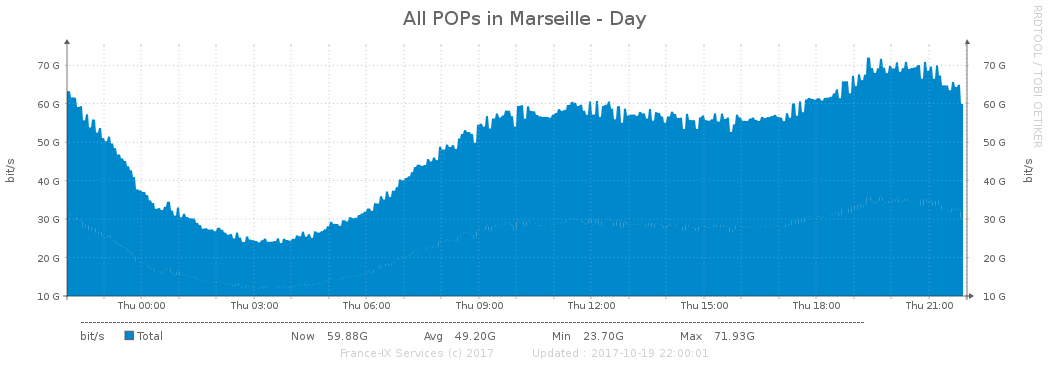 All POPs in Marseille - Day
RRDTOOL / TOBI OETIKER
70 G 70 G
60 G 60 G
50 G 50 G
40 G 40 G
30 G 30 G
20 G 20 G
10 G 10 G
bit/s
bit/s
Thu 00:00 Thu 03:00 Thu 06:00 Thu 09:00 Thu 12:00 Thu 15:00 Thu 18:00 Thu 21:00
bit/s Total Now 59.88G Avg 49.20G Min 23.70G Max 71.93G
France-IX Services (c) 2017 Updated : 2017-10-19 22:00:01